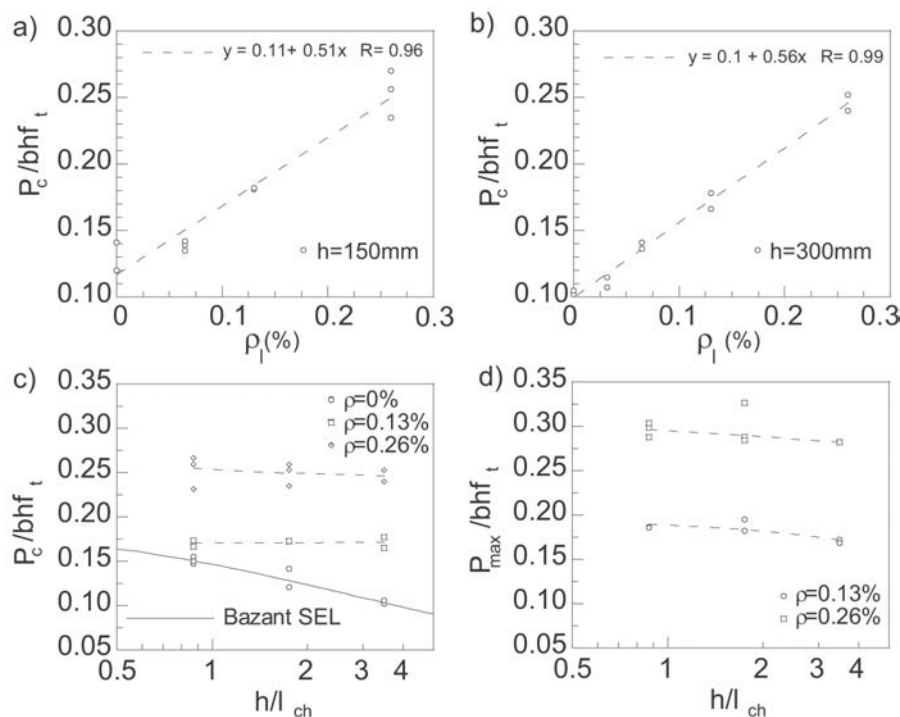 a)
0.30
0.25
0.20
0.15
0.10
P_c/bhf_t
y = 0.11+ 0.51x R= 0.96
h=150mm
0 0.1 0.2 0.3
ρ_l(%)
b)
0.30
0.25
0.20
0.15
0.10
P_c/bhf_t
y = 0.1 + 0.56x R= 0.99
h=300mm
0 0.1 0.2 0.3
ρ_l (%)
c)
0.35
0.30
0.25
0.20
0.15
0.10
0.05
P_c/bhf_t
ρ=0%
ρ=0.13%
ρ=0.26%
Bazant SEL
0.5 1 2 3 4
h/l_ch
d)
0.35
0.30
0.25
0.20
0.15
0.10
0.05
P_max/bhf_t
ρ=0.13%
ρ=0.26%
0.5 1 2 3 4
h/l_ch